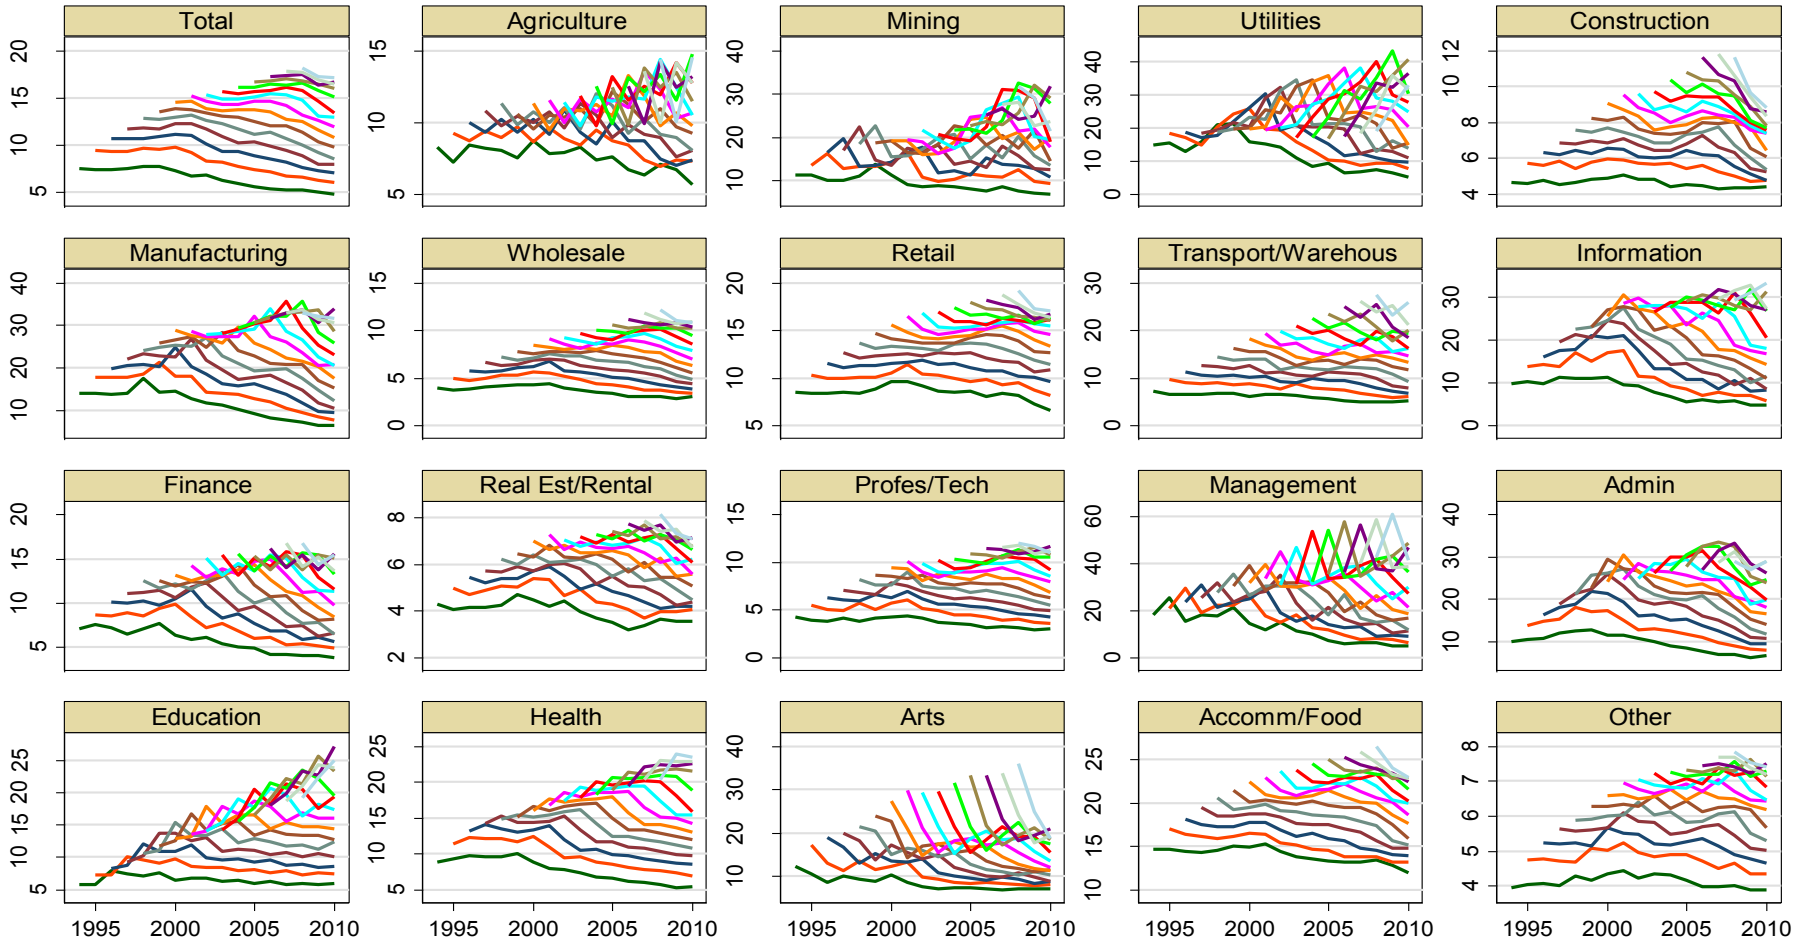 Total Agriculture Mining Utilities Construction
20 15 10 5
15 10 5
40 30 20 10
40 30 20 10 0
12 10 8 6 4
Manufacturing Wholesale Retail Transport/Warehous Information
40 30 20 10
15 10 5 0
20 15 10 5
30 20 10 0
30 20 10 0
Finance Real Est/Rental Profes/Tech Management Admin
20 15 10 5
8 6 4 2
15 10 5 0
60 40 20 0
40 30 20 10
Education Health Arts Accomm/Food Other
25 20 15 10 5
25 20 15 10 5
40 30 20 10
25 20 15 10
8 7 6 5 4
1995 2000 2005 2010 1995 2000 2005 2010 1995 2000 2005 2010 1995 2000 2005 2010 1995 2000 2005 2010